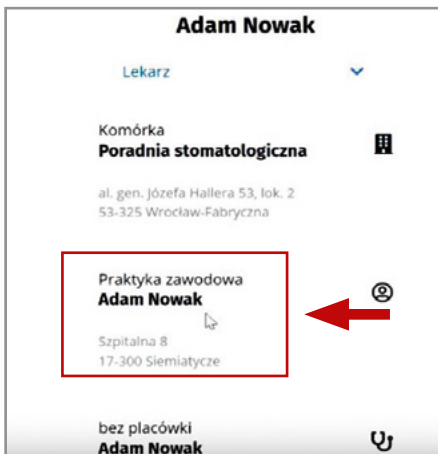 Adam Nowak
Lekarz
Komórka
Poradnia stomatologiczna
al. gen. Józefa Hallera 53, lok. 2
53-325 Wrocław-Fabryczna
Praktyka zawodowa
Adam Nowak
Szpitalna 8
17-300 Siemiatycze
bez placówki
Adam Nowak